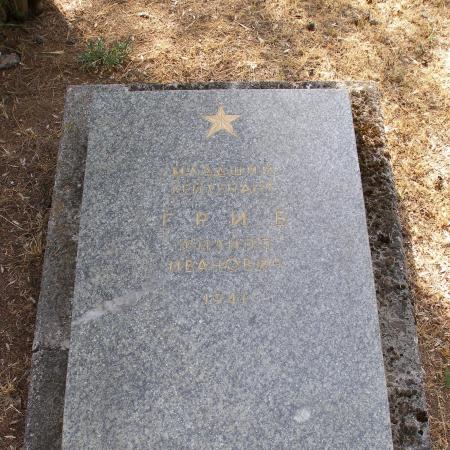 МЛАДШИЙ
ЛЕЙТЕНАНТ
ГРИБ
ИВАНОВИЧ
1941